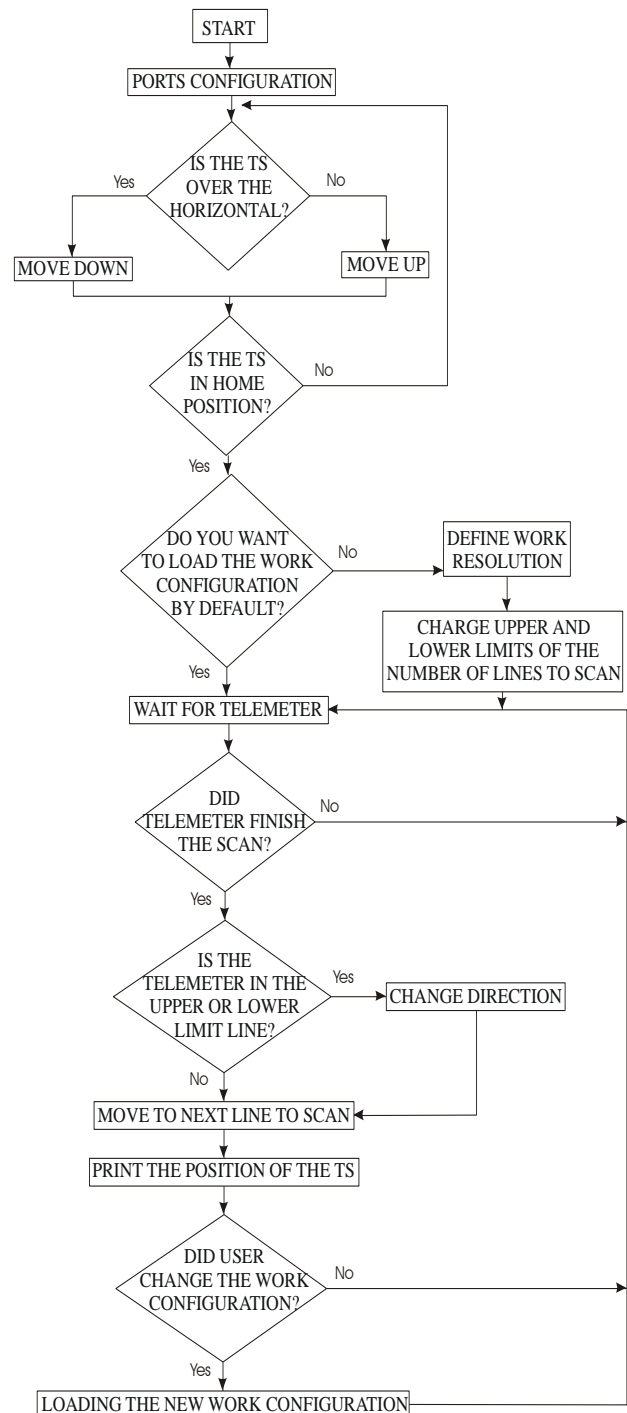 START
PORTS CONFIGURATION
IS THE TS
OVER THE
HORIZONTAL?
Yes
No
MOVE DOWN
MOVE UP
IS THE TS
IN HOME
POSITION?
No
Yes
DO YOU WANT
TO LOAD THE WORK
CONFIGURATION
BY DEFAULT?
No
DEFINE WORK
RESOLUTION
CHARGE UPPER AND
LOWER LIMITS OF THE
NUMBER OF LINES TO SCAN
Yes
WAIT FOR TELEMETER
DID
TELEMETER FINISH
THE SCAN?
No
Yes
IS THE
TELEMETER IN THE
UPPER OR LOWER
LIMIT LINE?
Yes
CHANGE DIRECTION
No
MOVE TO NEXT LINE TO SCAN
PRINT THE POSITION OF THE TS
DID USER
CHANGE THE WORK
CONFIGURATION?
No
Yes
LOADING THE NEW WORK CONFIGURATION